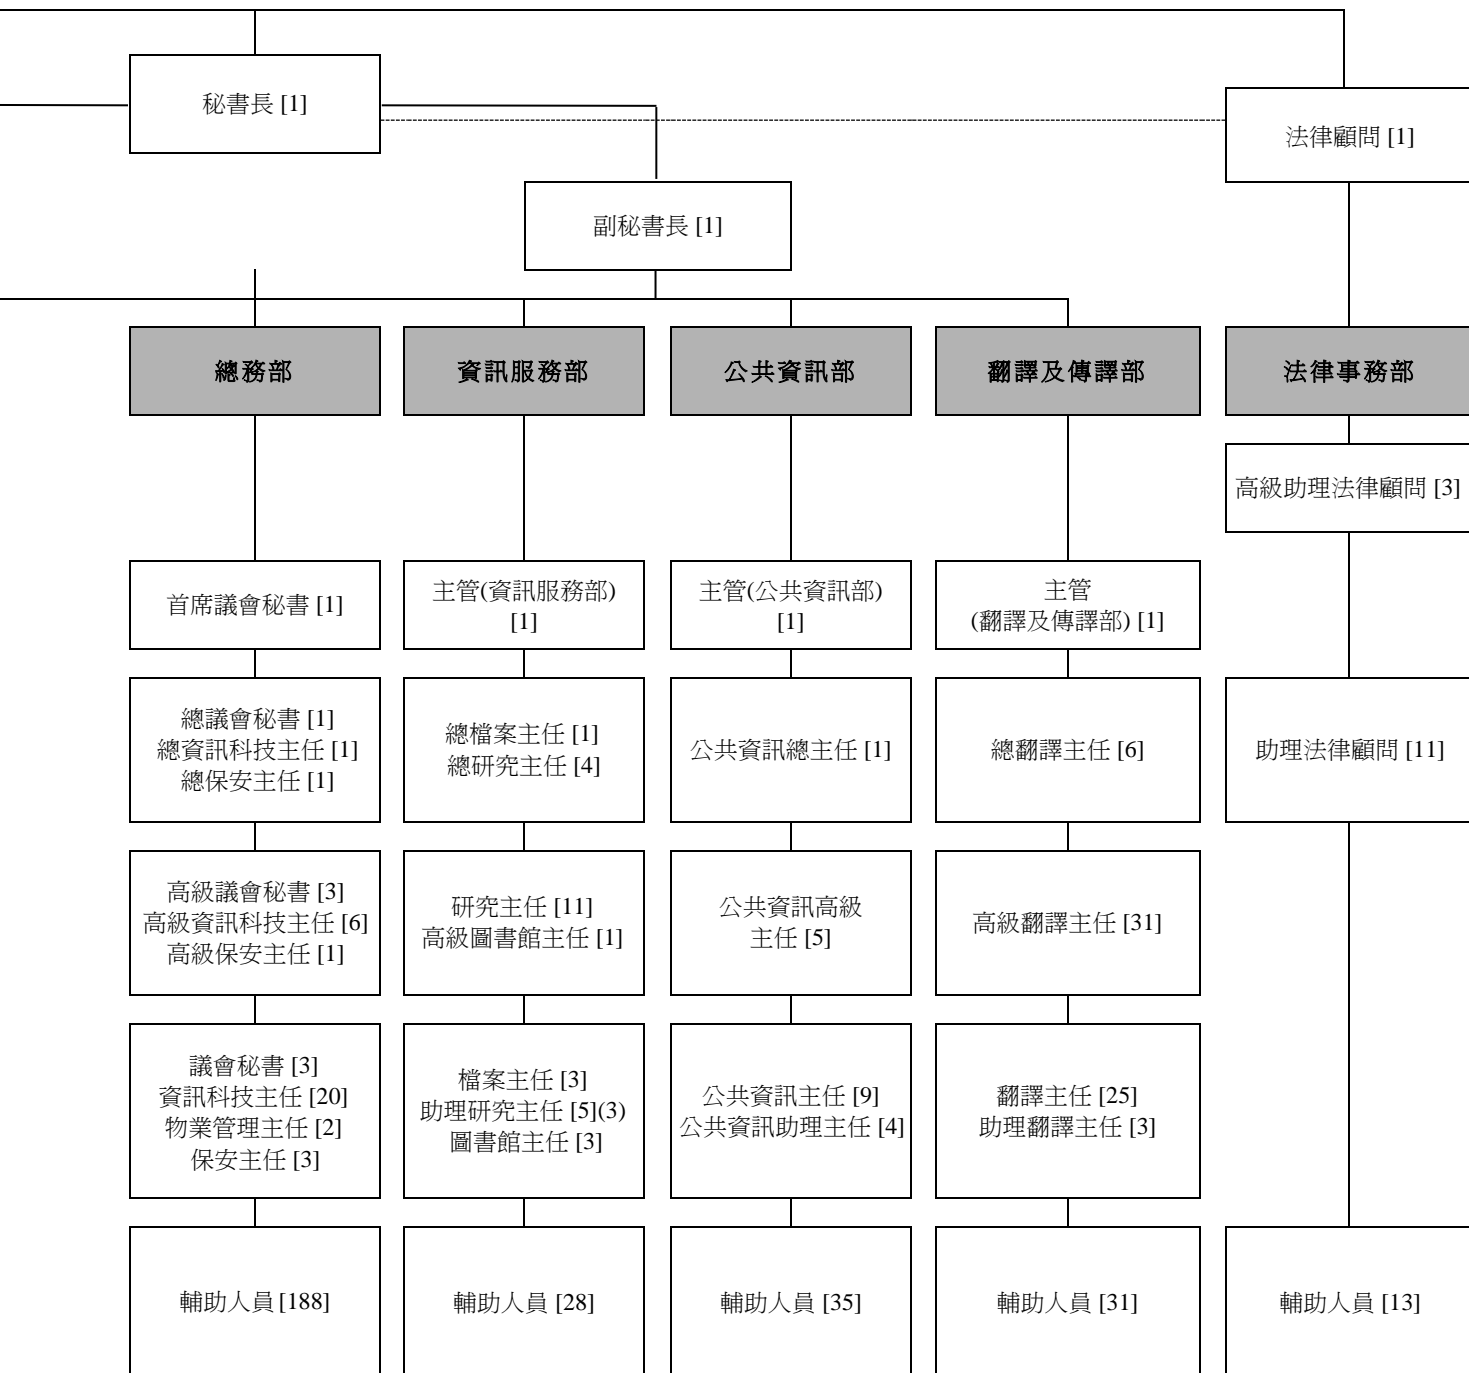 秘書長 [1]
法律顧問 [1]
副秘書長 [1]
總務部
資訊服務部
公共資訊部
翻譯及傳譯部
法律事務部
高級助理法律顧問 [3]
首席議會秘書 [1]
主管(資訊服務部)
[1]
主管(公共資訊部)
[1]
主管
(翻譯及傳譯部) [1]
總議會秘書 [1]
總資訊科技主任 [1]
總保安主任 [1]
總檔案主任 [1]
總研究主任 [4]
公共資訊總主任 [1]
總翻譯主任 [6]
助理法律顧問 [11]
高級議會秘書 [3]
高級資訊科技主任 [6]
高級保安主任 [1]
研究主任 [11]
高級圖書館主任 [1]
公共資訊高級
主任 [5]
高級翻譯主任 [31]
議會秘書 [3]
資訊科技主任 [20]
物業管理主任 [2]
保安主任 [3]
檔案主任 [3]
助理研究主任 [5](3)
圖書館主任 [3]
公共資訊主任 [9]
公共資訊助理主任 [4]
翻譯主任 [25]
助理翻譯主任 [3]
輔助人員 [188]
輔助人員 [28]
輔助人員 [35]
輔助人員 [31]
輔助人員 [13]